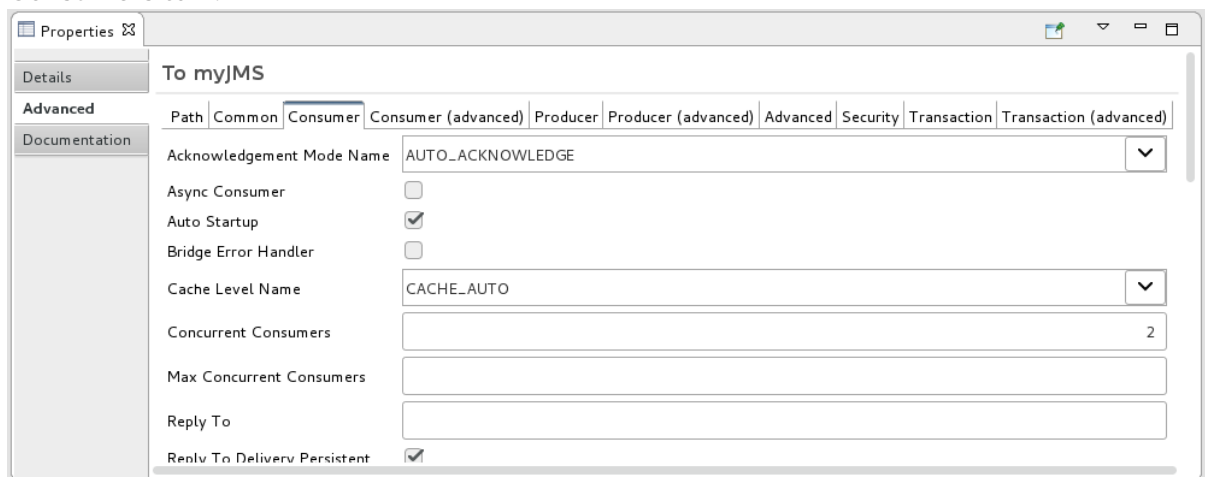 Properties
Details
Advanced
Documentation
To myJMS
Path Common Consumer Consumer (advanced) Producer Producer (advanced) Advanced Security Transaction Transaction (advanced)
Acknowledgement Mode Name AUTO_ACKNOWLEDGE
Async Consumer
Auto Startup
Bridge Error Handler
Cache Level Name CACHE_AUTO
Concurrent Consumers 2
Max Concurrent Consumers
Reply To
Reply To Delivery Persistent